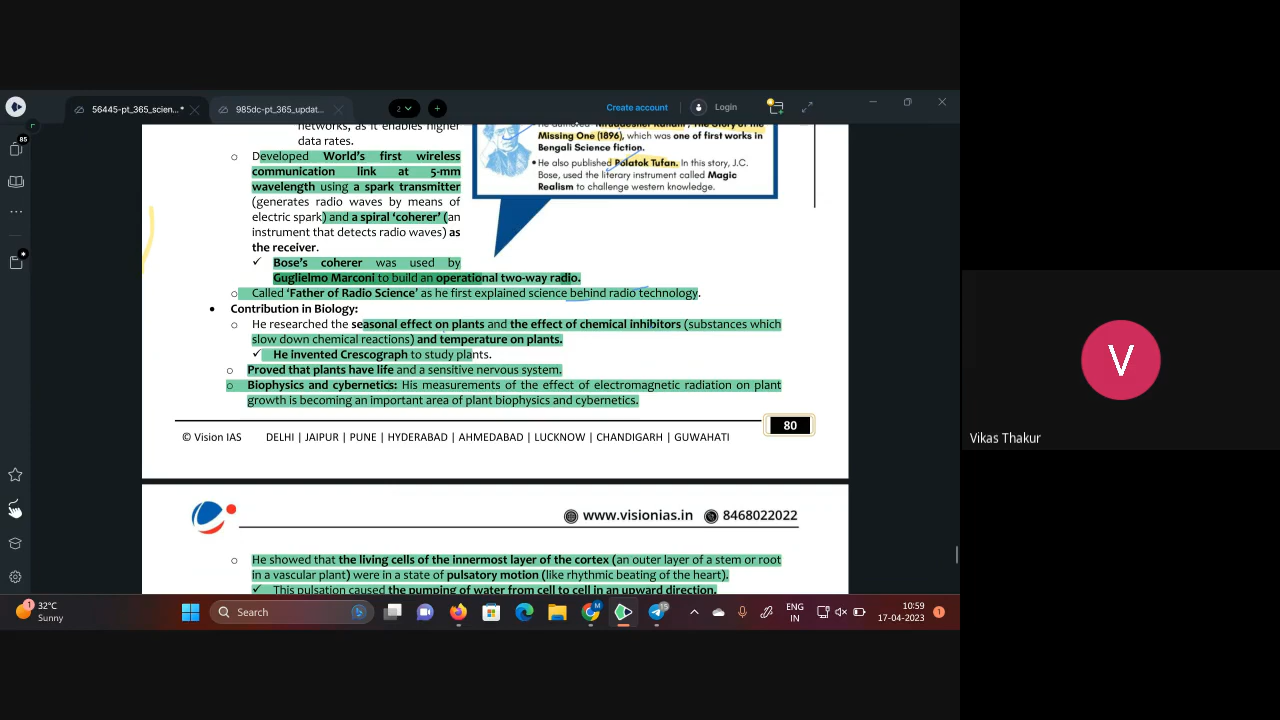 56445-pt_365_scien...*
985dc-pt_365_updat...
2
Create account
Login
85
networks, as it enables higher
data rates.
Developed World's first wireless
communication link at 5-mm
wavelength using a spark transmitter
(generates radio waves by means of
electric spark) and a spiral 'coherer' (an
instrument that detects radio waves) as
the receiver.
✓ Bose's coherer was used by
Guglielmo Marconi to build an operational two-way radio.
Called 'Father of Radio Science' as he first explained science behind radio technology.
Missing One (1896), which was one of first works in
Bengali Science fiction.
• He also published Polatok Tufan. In this story, J.C.
Bose, used the literary instrument called Magic
Realism to challenge western knowledge.
• Contribution in Biology:
He researched the seasonal effect on plants and the effect of chemical inhibitors (substances which
slow down chemical reactions) and temperature on plants.
✓ He invented Crescograph to study plants.
Proved that plants have life and a sensitive nervous system.
Biophysics and cybernetics: His measurements of the effect of electromagnetic radiation on plant
growth is becoming an important area of plant biophysics and cybernetics.
80
© Vision IAS DELHI | JAIPUR | PUNE | HYDERABAD | AHMEDABAD | LUCKNOW | CHANDIGARH | GUWAHATI
www.visionias.in 8468022022
He showed that the living cells of the innermost layer of the cortex (an outer layer of a stem or root
in a vascular plant) were in a state of pulsatory motion (like rhythmic beating of the heart).
✓ This pulsation caused the pumping of water from cell to cell in an upward direction.
V
Vikas Thakur
1
32°C
Sunny
Search
15
ENG
IN
10:59
17-04-2023
1